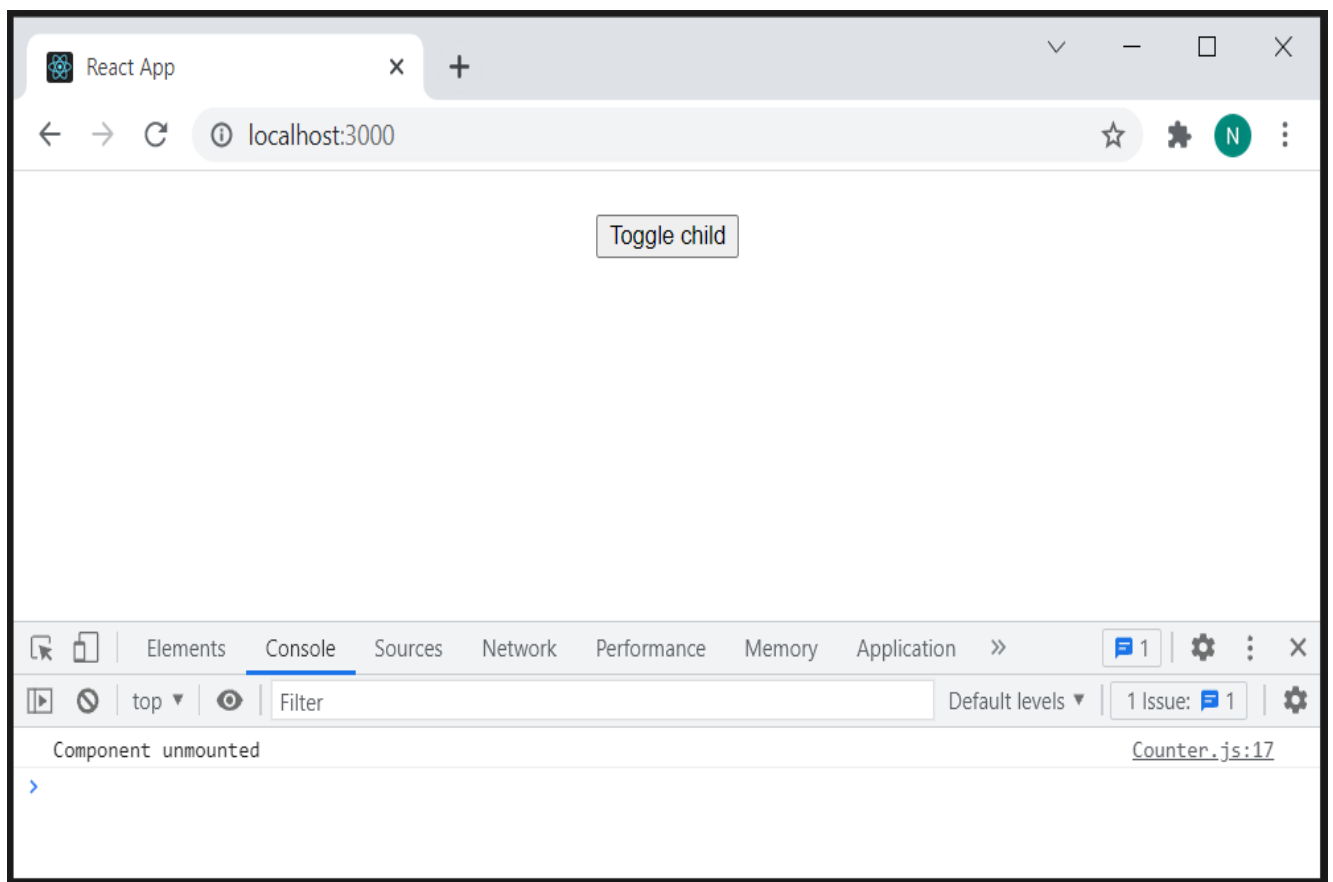 React App
localhost:3000
N
Toggle child
Elements Console Sources Network Performance Memory Application 1
top Filter Default levels 1 Issue: 1
Component unmounted Counter.js:17